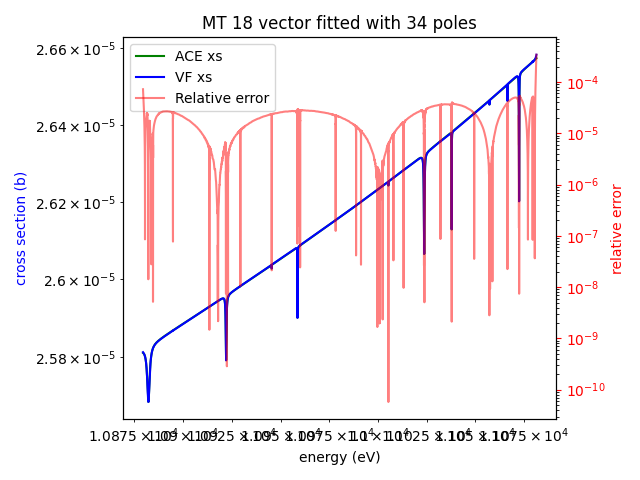 MT 18 vector fitted with 34 poles
ACE xs
VF xs
Relative error
2.66 × 10⁻⁵
2.64 × 10⁻⁵
2.62 × 10⁻⁵
2.6 × 10⁻⁵
2.58 × 10⁻⁵
cross section (b)
10⁻⁴
10⁻⁵
10⁻⁶
10⁻⁷
10⁻⁸
10⁻⁹
10⁻¹⁰
relative error
energy (eV)